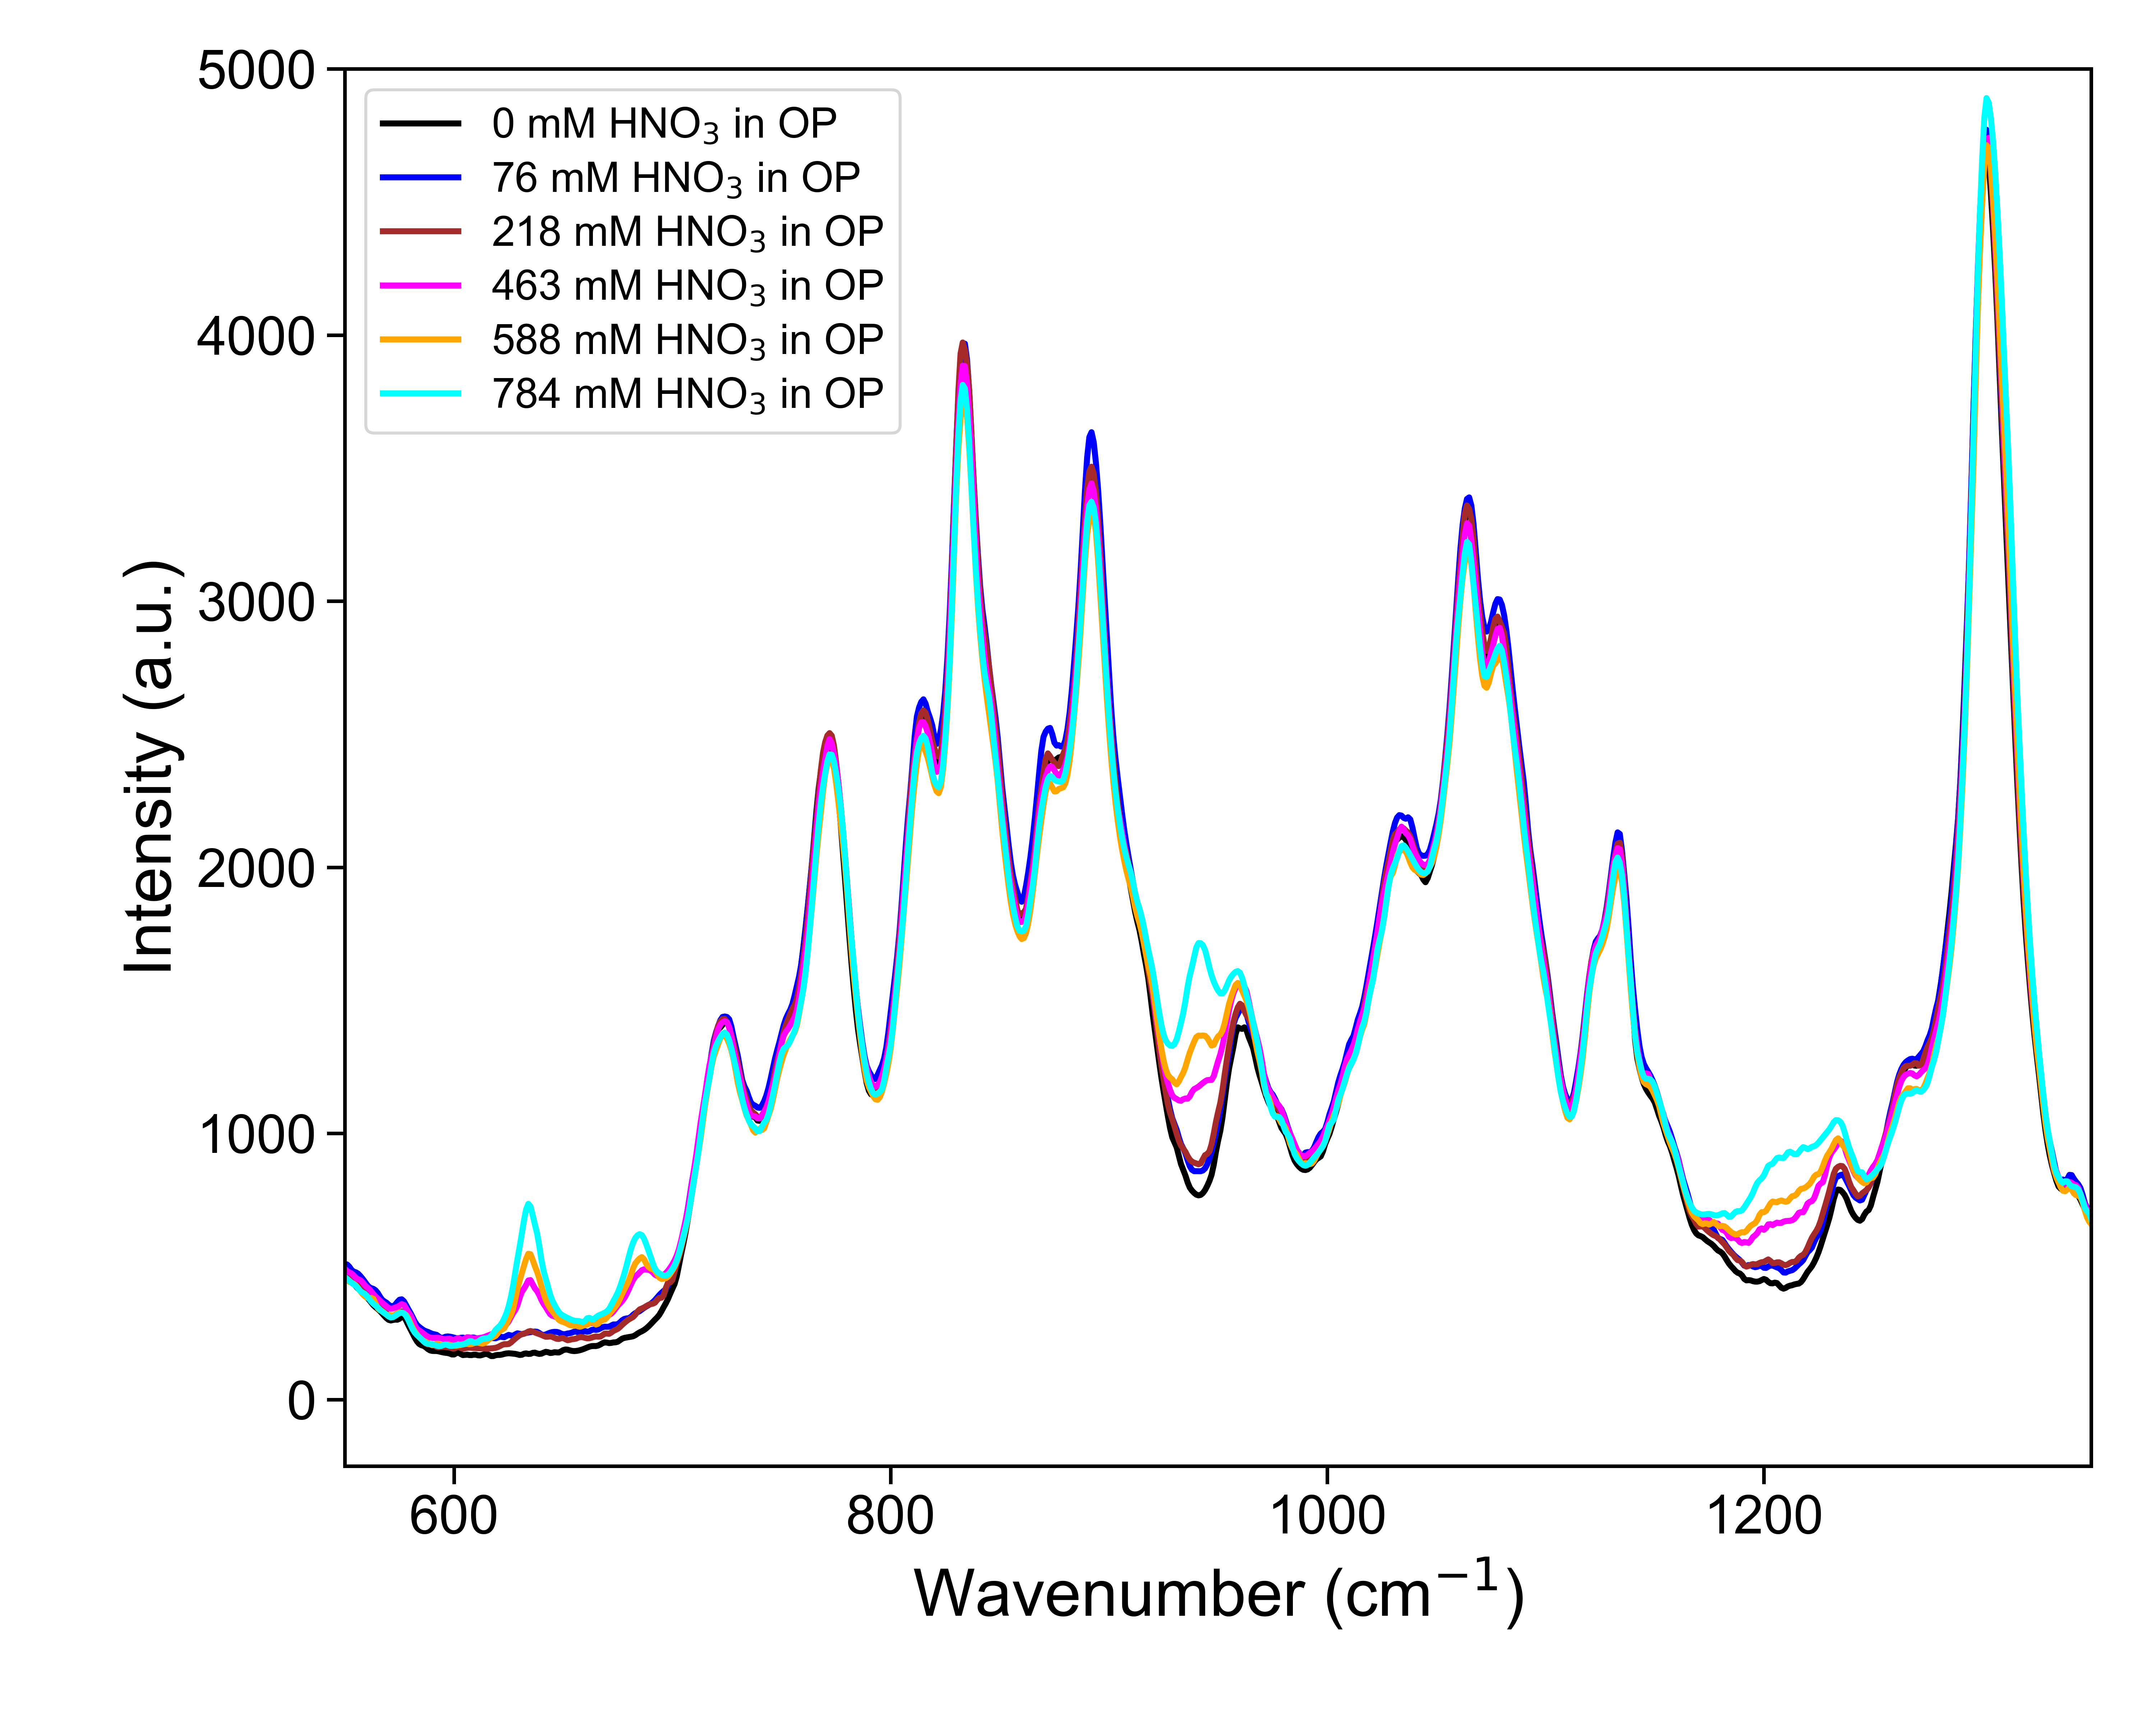 5000
4000
3000
2000
1000
0
Intensity (a.u.)
0 mM HNO₃ in OP
76 mM HNO₃ in OP
218 mM HNO₃ in OP
463 mM HNO₃ in OP
588 mM HNO₃ in OP
784 mM HNO₃ in OP
600 800 1000 1200
Wavenumber (cm⁻¹)